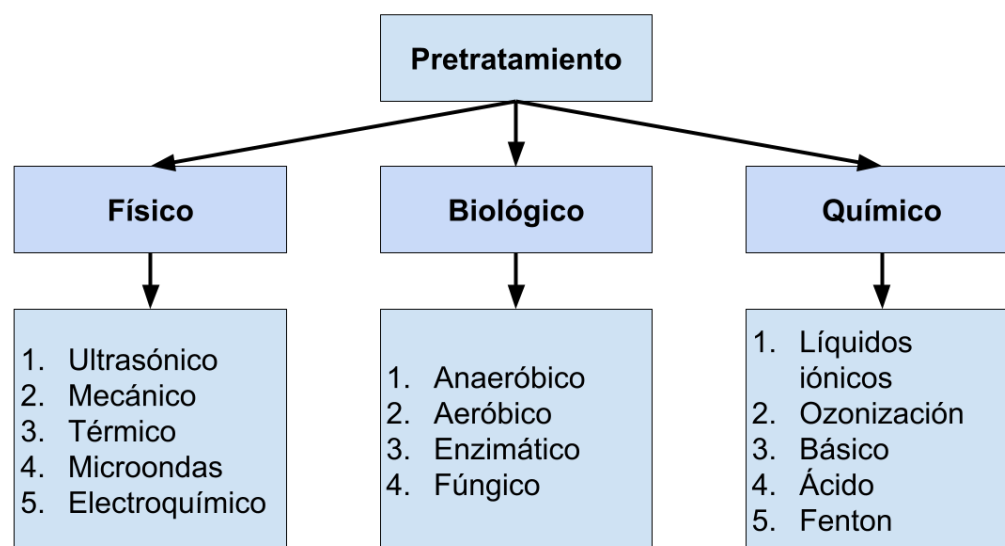 Pretratamiento
Físico
Biológico
Químico
1. Ultrasónico
2. Mecánico
3. Térmico
4. Microondas
5. Electroquímico
1. Anaeróbico
2. Aeróbico
3. Enzimático
4. Fúngico
1. Líquidos
iónicos
2. Ozonización
3. Básico
4. Ácido
5. Fenton